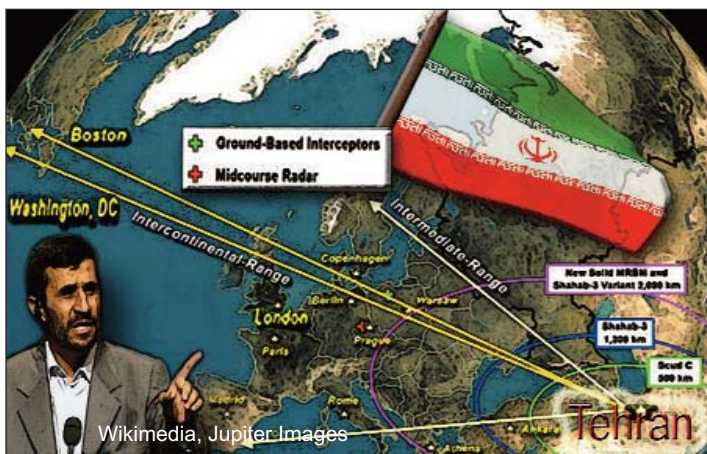 Boston
Ground-Based Interceptors
Midcourse Radar
Washington, DC
Intercontinental-Range
Intermediate-Range
Copenhagen
New Solid MRBM and
Shahab-3 Variant 2,000 km
London
Berlin
Warsaw
Paris
Prague
Shahab-3
1,300 km
Scud C
500 km
Madrid
Rome
Ankara
Tehran
Athens
Wikimedia, Jupiter Images